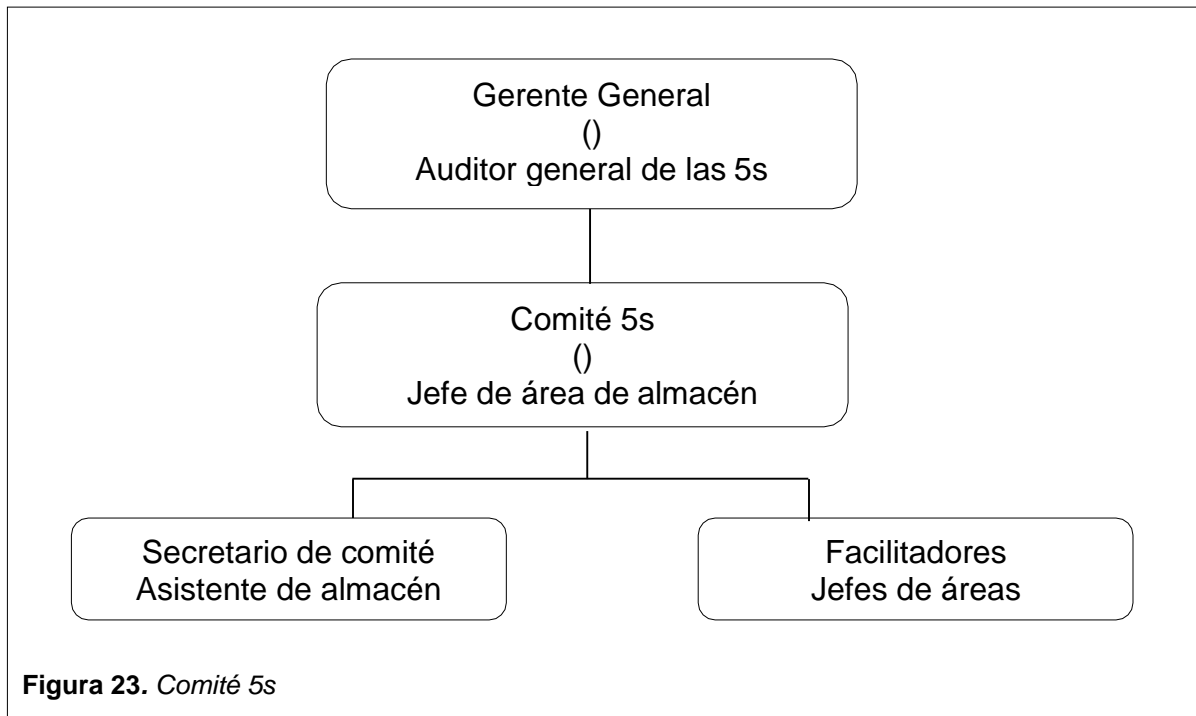 Gerente General
()
Auditor general de las 5s
Comité 5s
()
Jefe de área de almacén
Secretario de comité
Asistente de almacén
Facilitadores
Jefes de áreas
Figura 23. Comité 5s